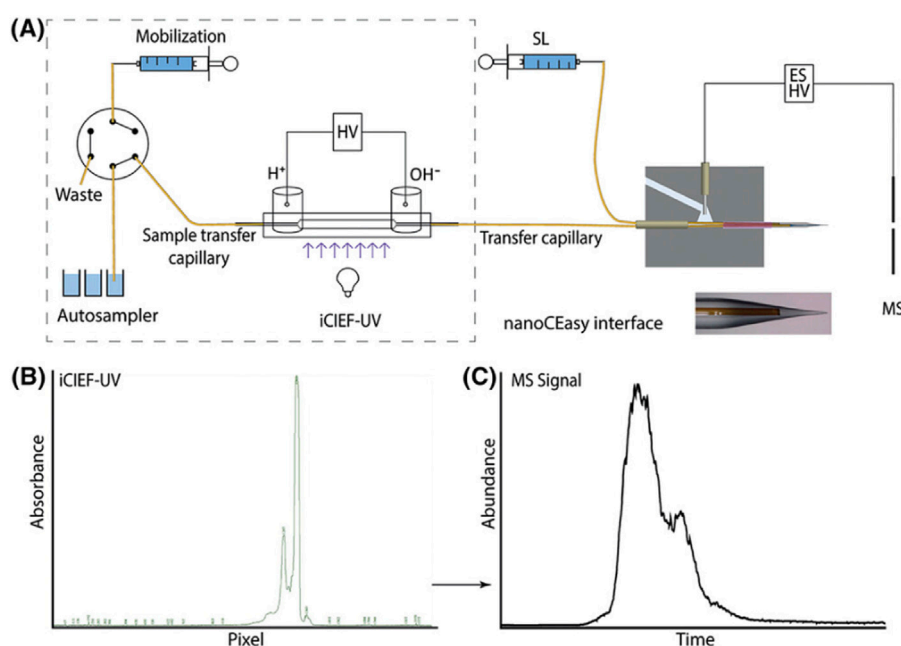 (A)
Mobilization
SL
ES
HV
HV
H⁺
OH⁻
Waste
Sample transfer
capillary
Transfer capillary
Autosampler
iCIEF-UV
nanoCEasy interface
MS
(B)
iCIEF-UV
Absorbance
Pixel
(C)
MS Signal
Abundance
Time